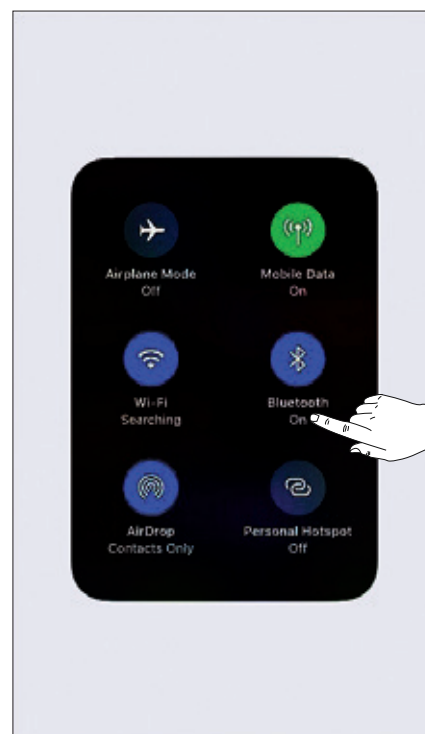 Airplane Mode
Off
Mobile Data
On
Wi-Fi
Searching
Bluetooth
On
AirDrop
Contacts Only
Personal Hotspot
Off